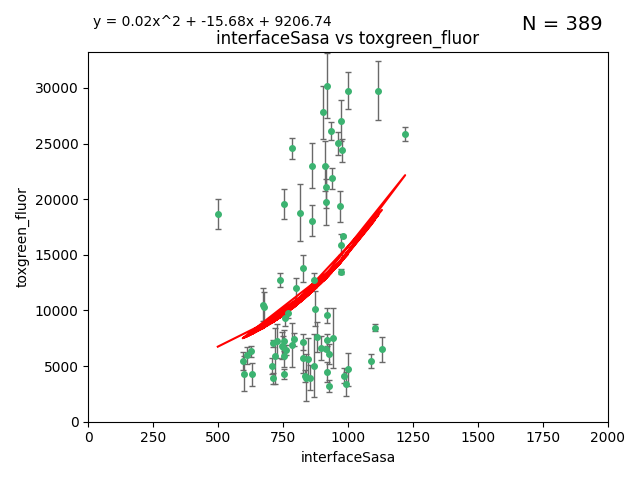 y = 0.02x^2 + -15.68x + 9206.74
N = 389
interfaceSasa vs toxgreen_fluor
toxgreen_fluor
30000
25000
20000
15000
10000
5000
0
0 250 500 750 1000 1250 1500 1750 2000
interfaceSasa